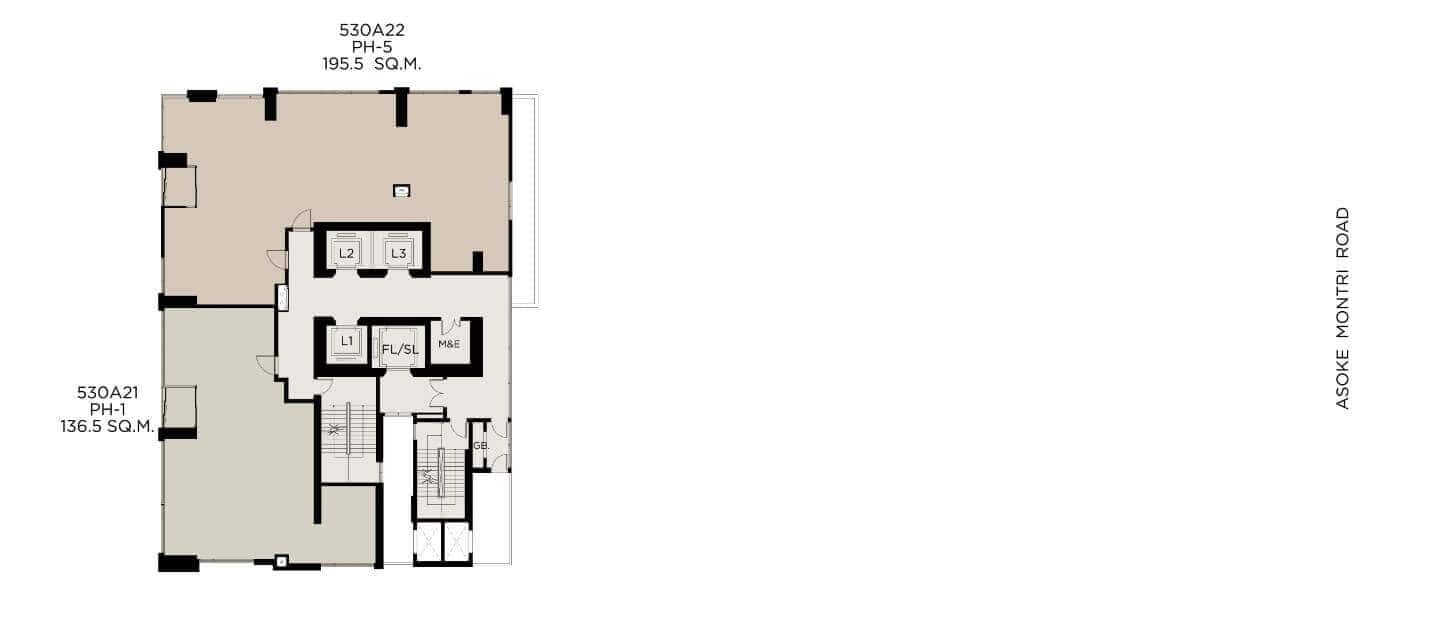 530A22
PH-5
195.5 SQ.M.
L2
L3
L1
FL/SL
M&E
530A21
PH-1
136.5 SQ.M.
GB.
ASOKE MONTRI ROAD